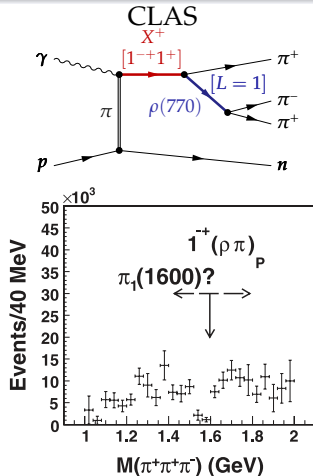 CLAS
X⁺
γ
[1⁻⁺1⁺]
π⁺
[L = 1]
π
ρ(770)
π⁻
π⁺
p
n
×10³
50
45
40
35
30
25
20
15
10
5
0
Events/40 MeV
1⁻⁺(ρπ)P
π₁(1600)?
1 1.2 1.4 1.6 1.8 2
M(π⁺π⁺π⁻) (GeV)